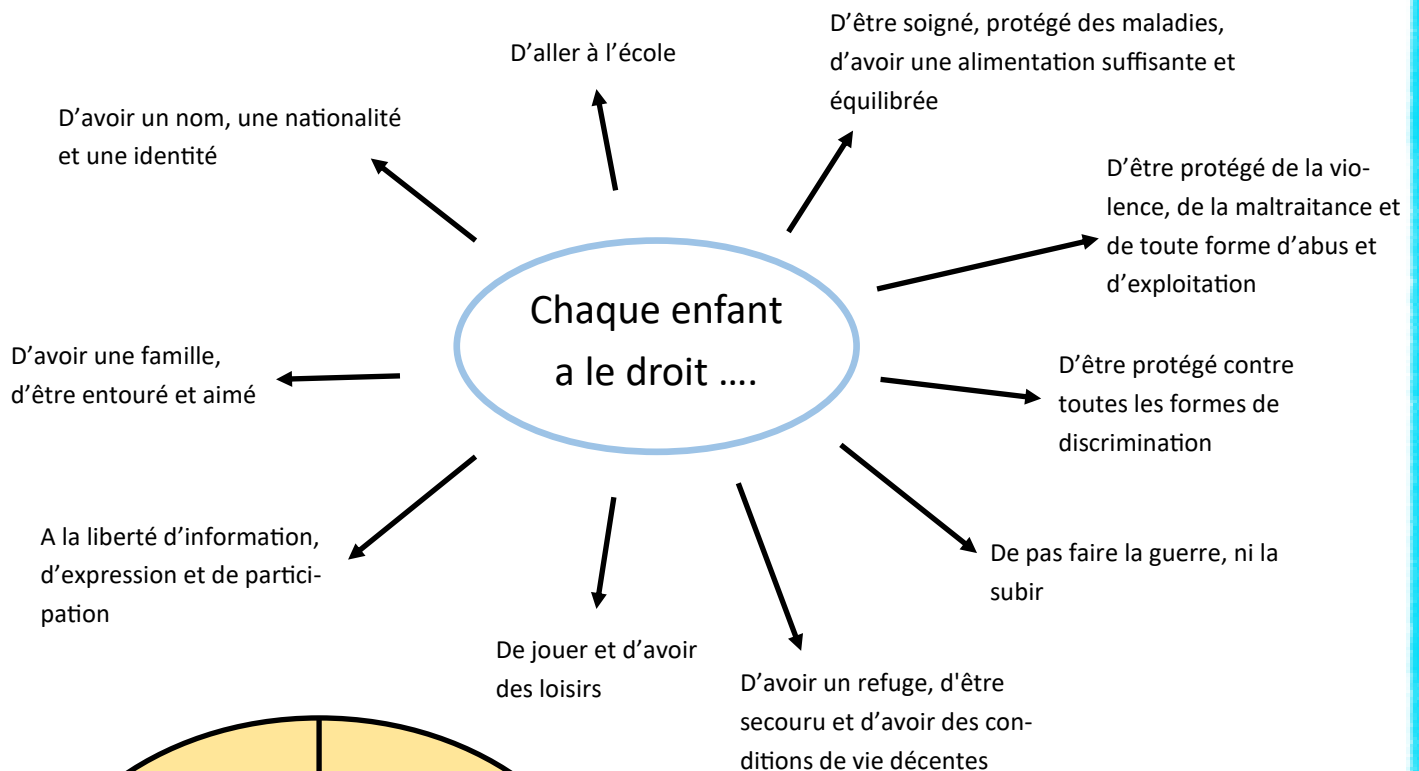 D’être soigné, protégé des maladies,
d’avoir une alimentation suffisante et
équilibrée
D’aller à l’école
D’avoir un nom, une nationalité
et une identité
D’être protégé de la vio-
lence, de la maltraitance et
de toute forme d’abus et
d’exploitation
Chaque enfant
a le droit ....
D’avoir une famille,
d’être entouré et aimé
D’être protégé contre
toutes les formes de
discrimination
A la liberté d’information,
d’expression et de partici-
pation
De pas faire la guerre, ni la
subir
De jouer et d’avoir
des loisirs
D’avoir un refuge, d'être
secouru et d’avoir des con-
ditions de vie décentes